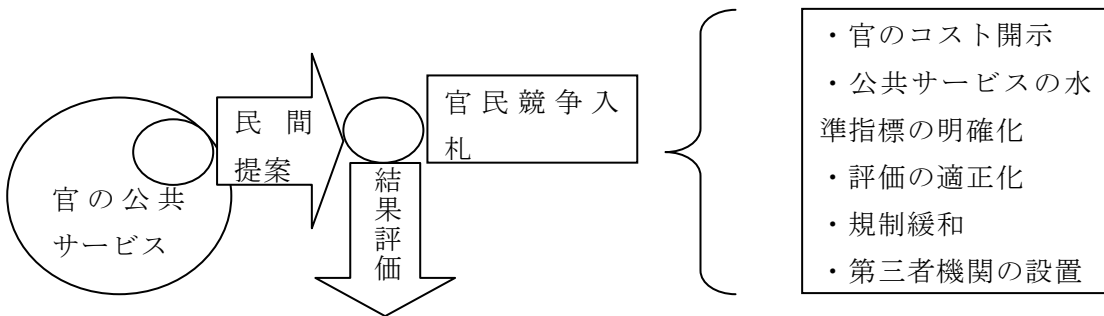 官の公共
サービス
民間
提案
官民競争入
札
結果評価
・官のコスト開示
・公共サービスの水
準指標の明確化
・評価の適正化
・規制緩和
・第三者機関の設置